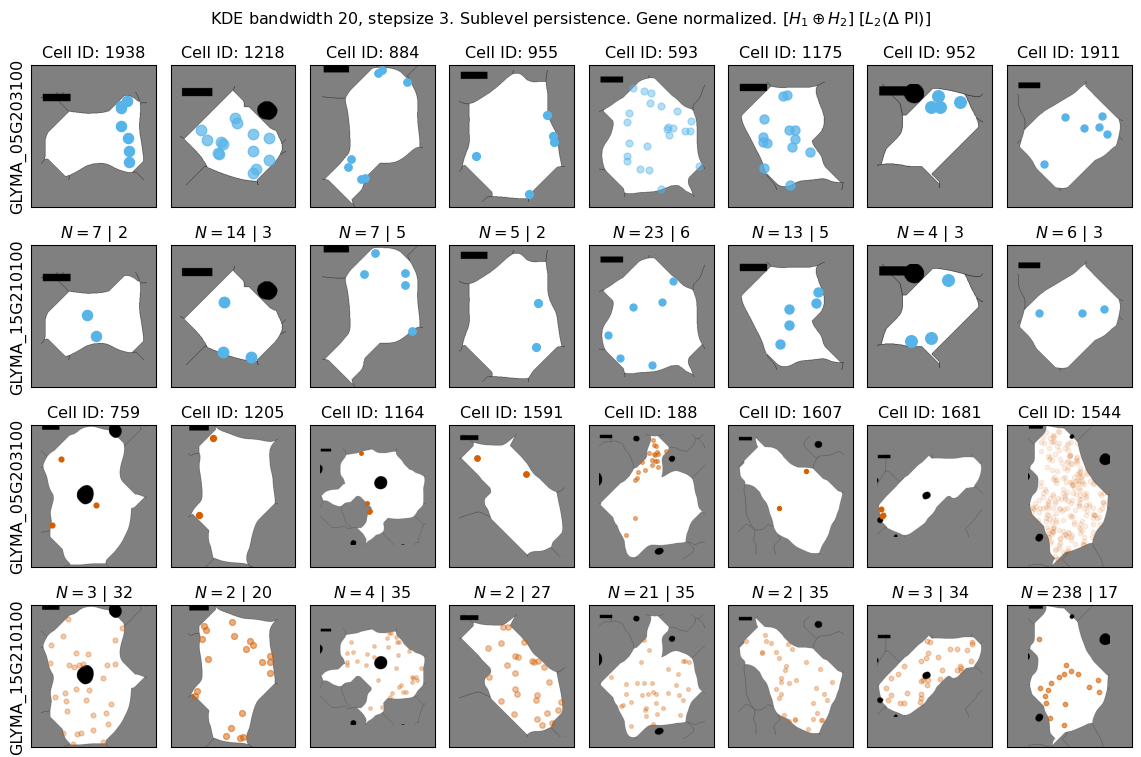 KDE bandwidth 20, stepsize 3. Sublevel persistence. Gene normalized. [$H_1 \oplus H_2$] [$L_2$(Δ PI)]
Cell ID: 1938 Cell ID: 1218 Cell ID: 884 Cell ID: 955 Cell ID: 593 Cell ID: 1175 Cell ID: 952 Cell ID: 1911
GLYMA_05G203100
N = 7 | 2 N = 14 | 3 N = 7 | 5 N = 5 | 2 N = 23 | 6 N = 13 | 5 N = 4 | 3 N = 6 | 3
GLYMA_15G210100
Cell ID: 759 Cell ID: 1205 Cell ID: 1164 Cell ID: 1591 Cell ID: 188 Cell ID: 1607 Cell ID: 1681 Cell ID: 1544
GLYMA_05G203100
N = 3 | 32 N = 2 | 20 N = 4 | 35 N = 2 | 27 N = 21 | 35 N = 2 | 35 N = 3 | 34 N = 238 | 17
GLYMA_15G210100